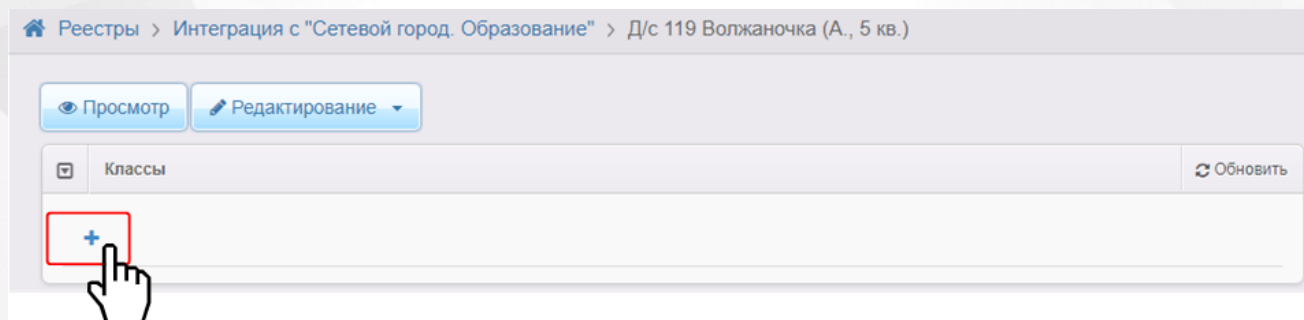 Реестры > Интеграция с "Сетевой город. Образование" > Д/с 119 Волжаночка (А., 5 кв.)
Просмотр Редактирование
Классы Обновить
+